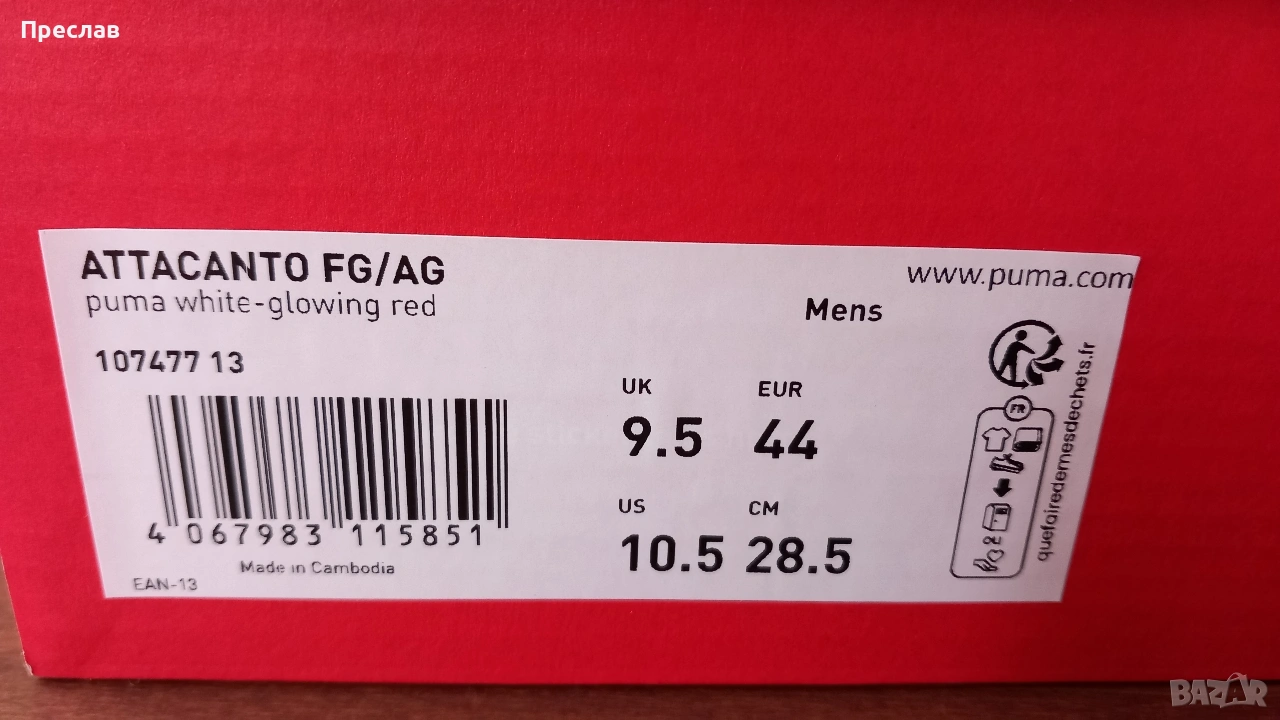 Преслав
ATTACANTO FG/AG
puma white-glowing red
www.puma.com
Mens
107477 13
UK
EUR
9.5
44
US
CM
10.5
28.5
4 067983 115851
Made in Cambodia
EAN-13
FR
quefairedemesdechets.fr
BAZAR